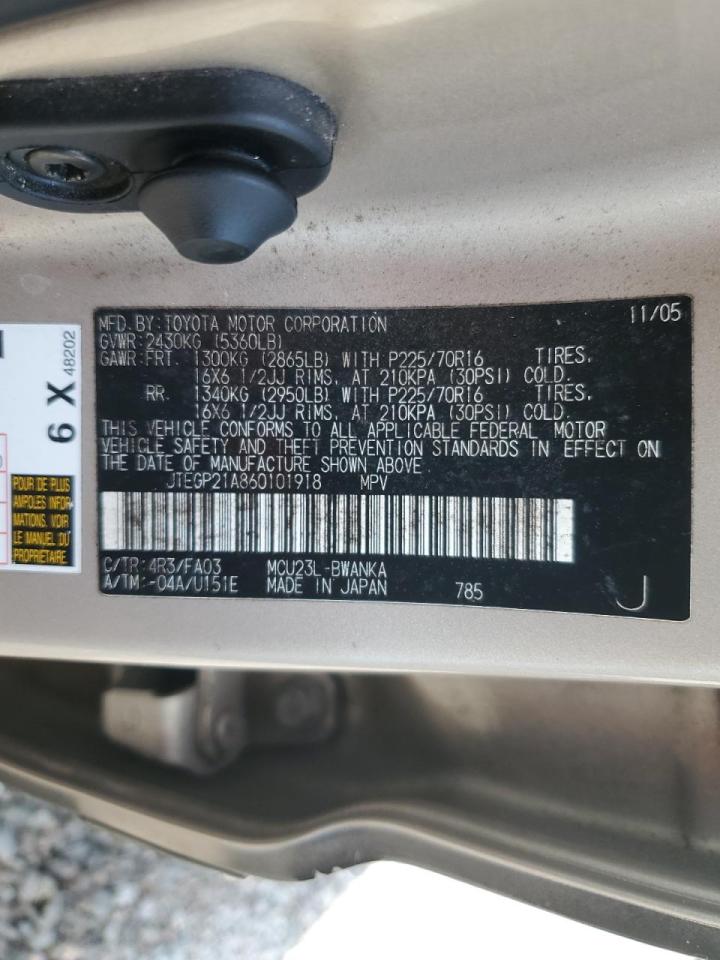 MFD. BY: TOYOTA MOTOR CORPORATION 11/05
GVWR: 2430KG (5360LB)
GAWR: FRT. 1300KG (2865LB) WITH P225/70R16 TIRES,
16X6 1/2JJ RIMS, AT 210KPA (30PSI) COLD.
RR. 1340KG (2950LB) WITH P225/70R16 TIRES,
16X6 1/2JJ RIMS, AT 210KPA (30PSI) COLD.
THIS VEHICLE CONFORMS TO ALL APPLICABLE FEDERAL MOTOR
VEHICLE SAFETY AND THEFT PREVENTION STANDARDS IN EFFECT ON
THE DATE OF MANUFACTURE SHOWN ABOVE.
JTEGP21A860101918 MPV
C/TR: 4R3/FA03 MCU23L-BWANKA
A/TM: -04A/U151E MADE IN JAPAN 785 J
6 X 48202
POUR DE PLUS
AMPLES INFOR-
MATIONS, VOIR
LE MANUEL DU
PROPRIÉTAIRE